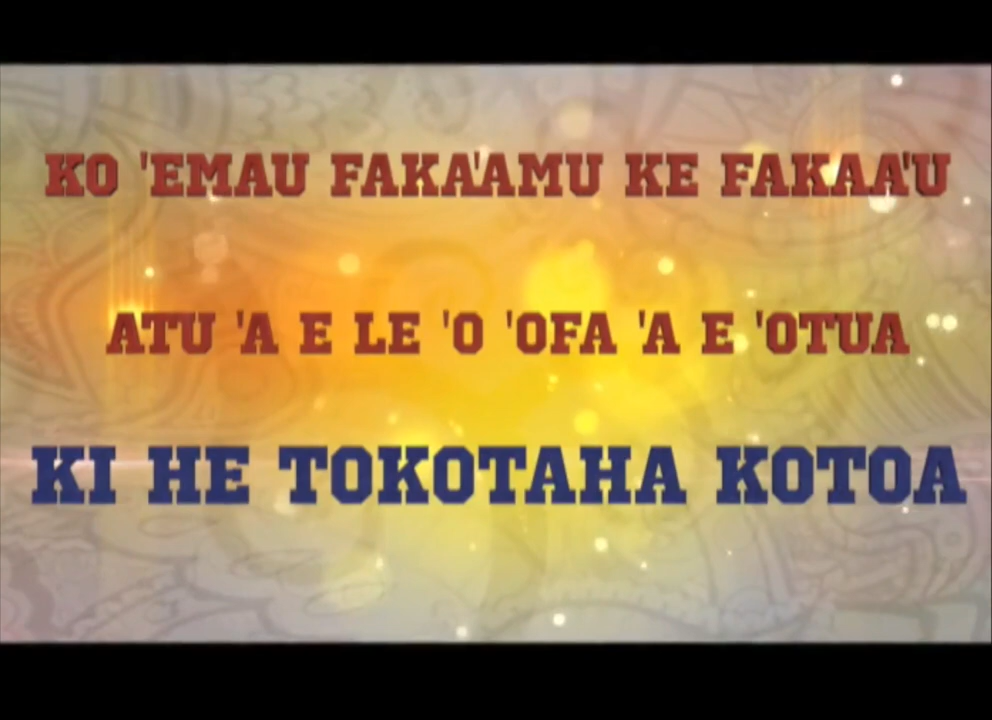 KO 'EMAU FAKA'AMU KE FAKAA'U
ATU 'A E LE 'O 'OFA 'A E 'OTUA
KI HE TOKOTAHA KOTOA